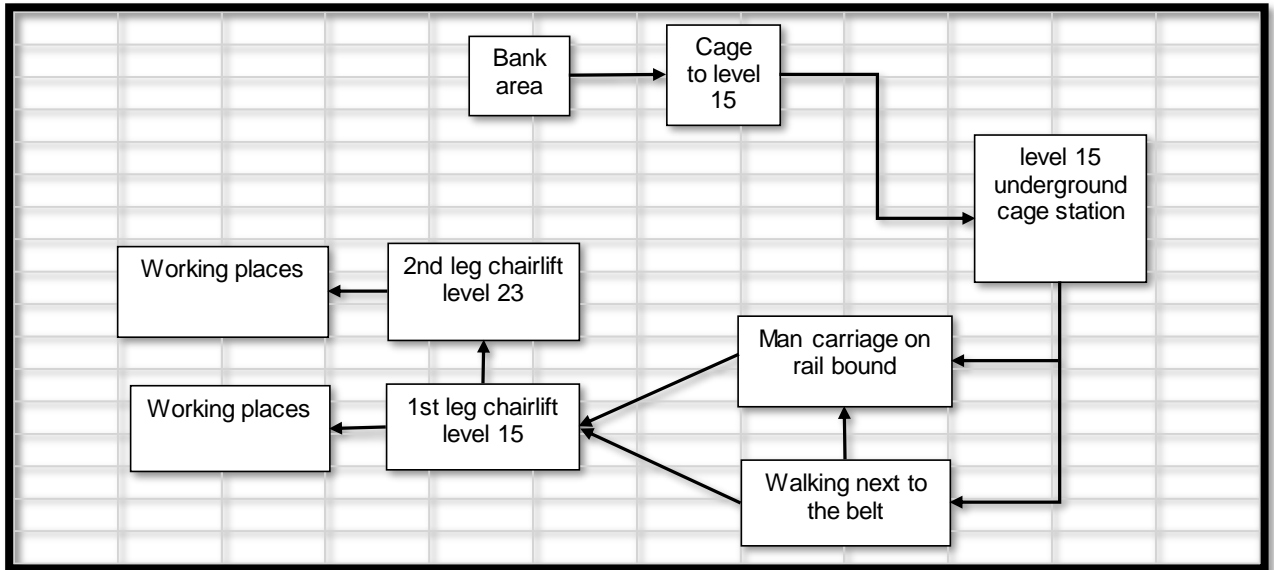 Bank
area
Cage
to level
15
level 15
underground
cage station
Working places
2nd leg chairlift
level 23
Man carriage on
rail bound
Working places
1st leg chairlift
level 15
Walking next to
the belt